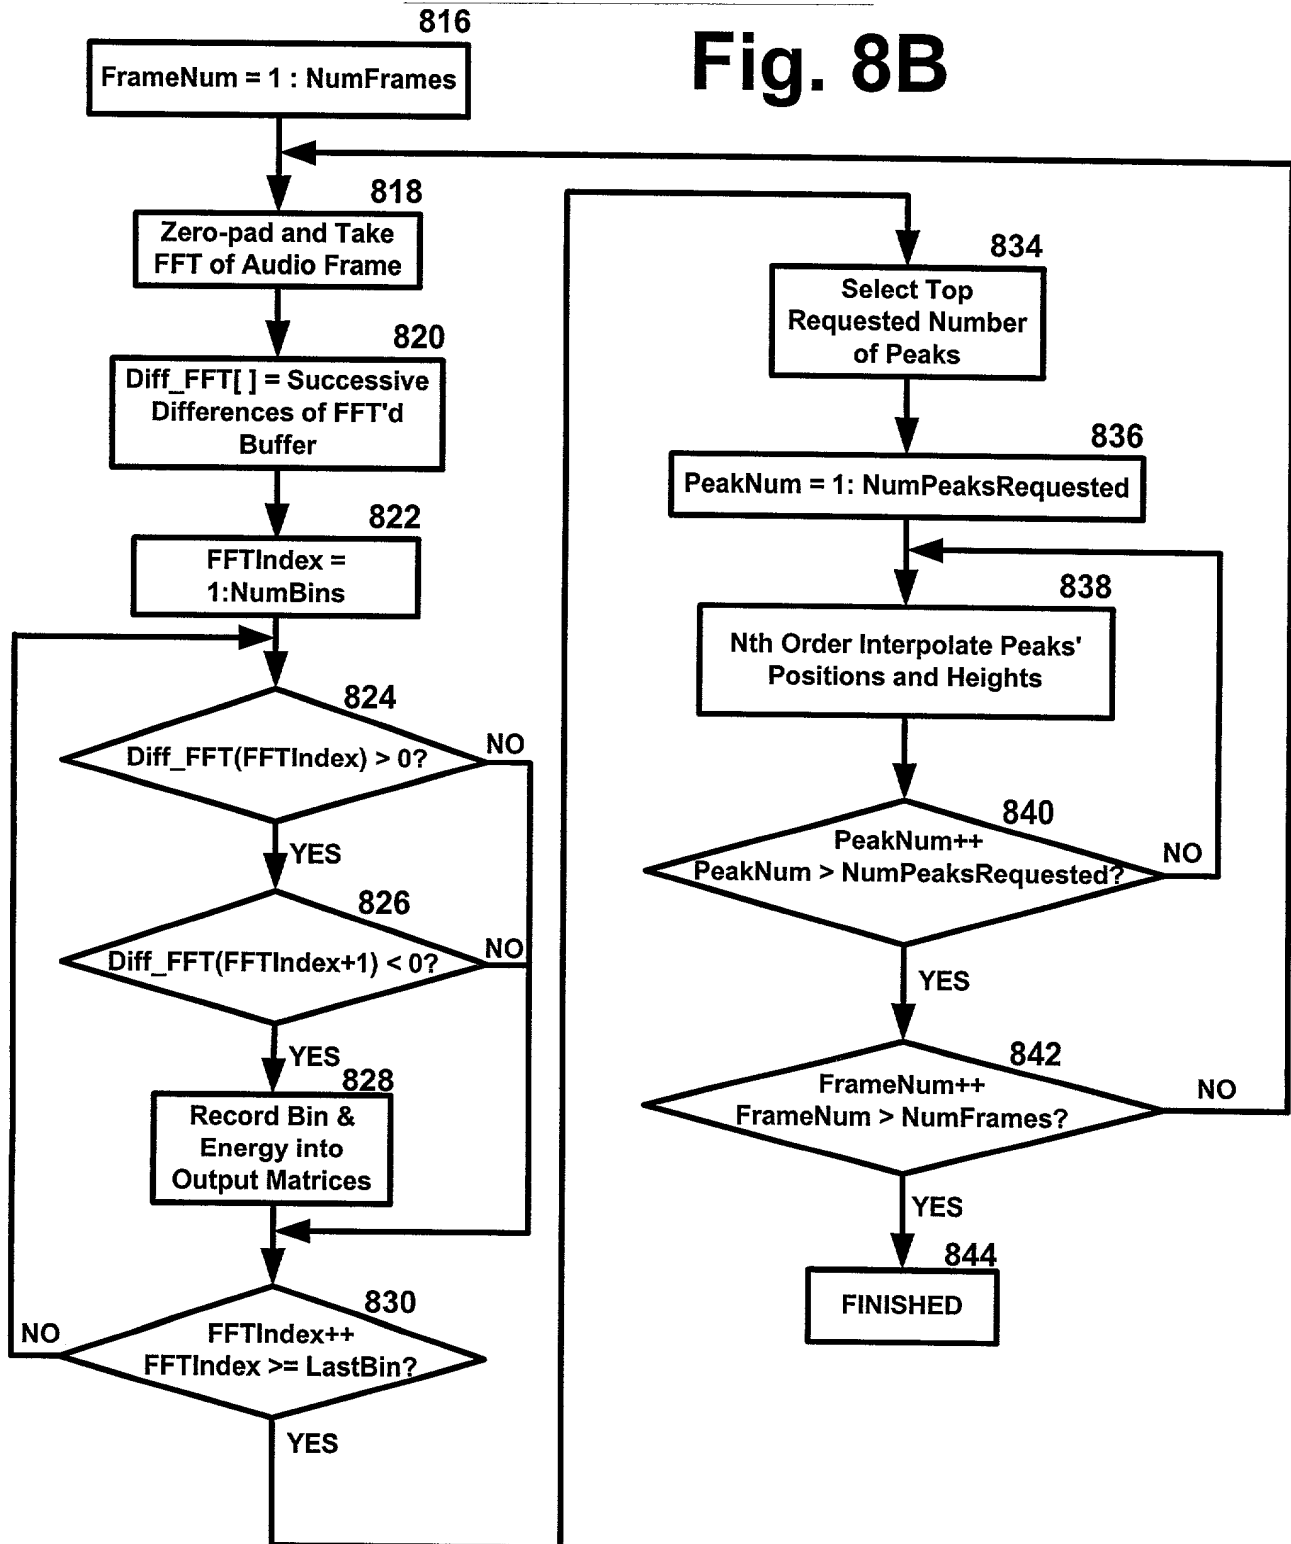 Fig. 8B
816
FrameNum = 1 : NumFrames
818
Zero-pad and Take
FFT of Audio Frame
820
Diff_FFT[ ] = Successive
Differences of FFT'd
Buffer
822
FFTIndex =
1:NumBins
824
Diff_FFT(FFTIndex) > 0?
NO
YES
826
Diff_FFT(FFTIndex+1) < 0?
NO
YES
828
Record Bin &
Energy into
Output Matrices
830
FFTIndex++
FFTIndex >= LastBin?
NO
YES
834
Select Top
Requested Number
of Peaks
836
PeakNum = 1: NumPeaksRequested
838
Nth Order Interpolate Peaks'
Positions and Heights
840
PeakNum++
PeakNum > NumPeaksRequested?
NO
YES
842
FrameNum++
FrameNum > NumFrames?
NO
YES
844
FINISHED